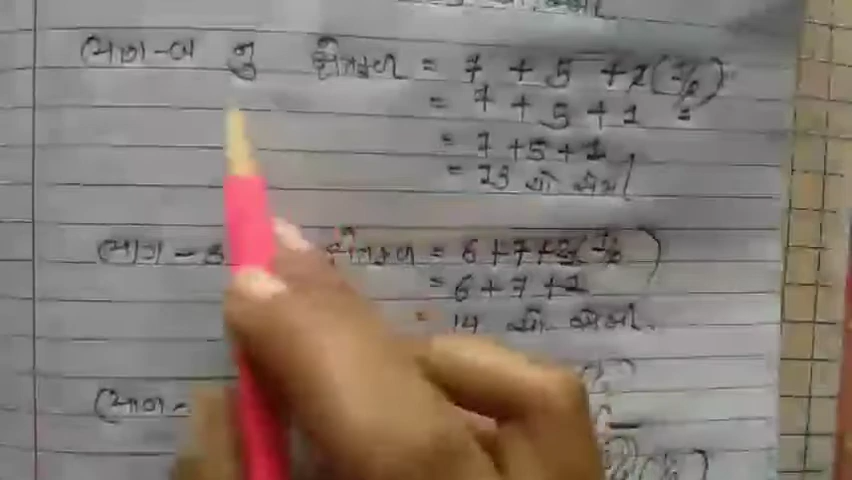 ભાગ-બ નુ ક્ષેત્રફળ = 7 + 5 + 2(1/2)
= 7 + 5 + 1
= 7 + 5 + 1
= 13 ચો સેમી
ભાગ - ક ક્ષેત્રફળ = 6 + 7 + 2(1/2)
= 6 + 7 + 1
= 14 ચો. સેમી.
ભાગ -